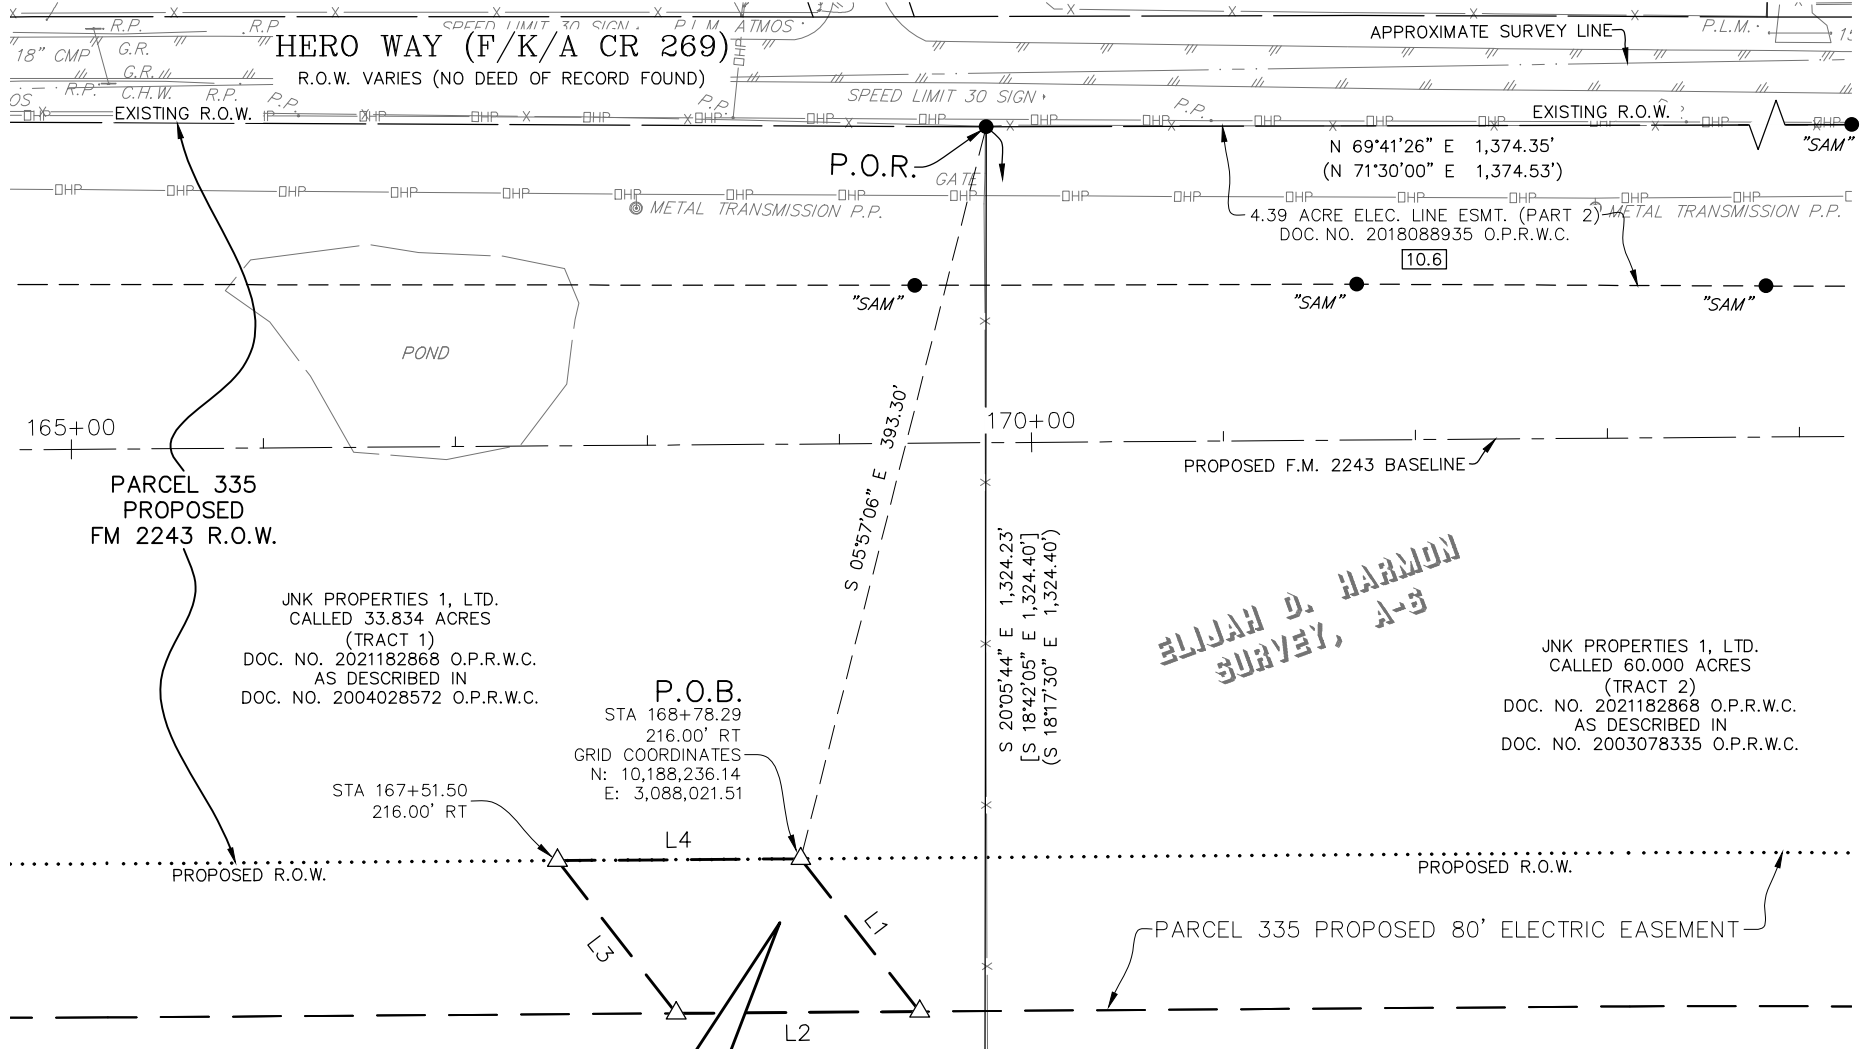 R.P.
R.P.
SPEED LIMIT 30 SIGN
P.L.M. ATMOS
P.L.M.
18" CMP
G.R.
HERO WAY (F/K/A CR 269)
R.O.W. VARIES (NO DEED OF RECORD FOUND)
APPROXIMATE SURVEY LINE
G.R.
R.P.
C.H.W.
R.P.
P.P.
P.P.
SPEED LIMIT 30 SIGN
P.P.
EXISTING R.O.W.
EXISTING R.O.W.
"SAM"
P.O.R.
N 69°41'26" E 1,374.35'
(N 71°30'00" E 1,374.53')
GATE
METAL TRANSMISSION P.P.
METAL TRANSMISSION P.P.
4.39 ACRE ELEC. LINE ESMT. (PART 2)
DOC. NO. 2018088935 O.P.R.W.C.
10.6
"SAM"
"SAM"
"SAM"
POND
165+00
170+00
S 05°57'06" E 393.30'
PROPOSED F.M. 2243 BASELINE
PARCEL 335
PROPOSED
FM 2243 R.O.W.
S 20°05'44" E 1,324.23'
[S 18°42'05" E 1,324.40']
(S 18°17'30" E 1,324.40')
ELIJAH D. HARMON
SURVEY, A-6
JNK PROPERTIES 1, LTD.
CALLED 33.834 ACRES
(TRACT 1)
DOC. NO. 2021182868 O.P.R.W.C.
AS DESCRIBED IN
DOC. NO. 2004028572 O.P.R.W.C.
JNK PROPERTIES 1, LTD.
CALLED 60.000 ACRES
(TRACT 2)
DOC. NO. 2021182868 O.P.R.W.C.
AS DESCRIBED IN
DOC. NO. 2003078335 O.P.R.W.C.
P.O.B.
STA 168+78.29
216.00' RT
GRID COORDINATES
N: 10,188,236.14
E: 3,088,021.51
STA 167+51.50
216.00' RT
L4
PROPOSED R.O.W.
PROPOSED R.O.W.
L1
L3
PARCEL 335 PROPOSED 80' ELECTRIC EASEMENT
L2